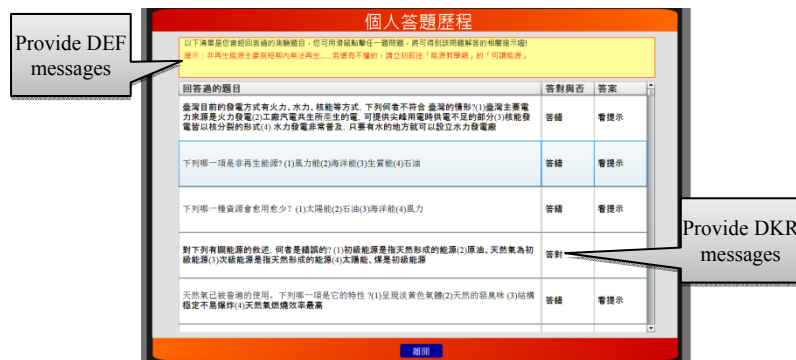 個人答題歷程
Provide DEF
messages
以下清單是您曾經回答過的測驗題目，您可用滑鼠點擊任一題問題，將可得到該問題解答的相關提示喔!
提示：非再生能源主要指短期內無法再生......若還有不懂的，請立刻前往「能源教學網」的「何謂能源」
回答過的題目 答對與否 答案
臺灣目前的發電方式有火力、水力、核能等方式. 下列何者不符合 臺灣的情形?(1)臺灣主要電
力來源是火力發電(2)工廠汽電共生所產生的電, 可提供尖峰用電時供電不足的部分(3)核能發
電皆以核分裂的形式(4) 水力發電非常普及, 只要有水的地方就可以設立水力發電廠
答錯 看提示
下列哪一項是非再生能源? (1)風力能(2)海洋能(3)生質能(4)石油 答錯 看提示
下列哪一種資源會愈用愈少? (1)太陽能(2)石油(3)海洋能(4)風力 答錯 看提示
對下列有關能源的敘述, 何者是錯誤的? (1)初級能源是指天然形成的能源(2)原油、天然氣為初
級能源(3)次級能源是指天然形成的能源(4)太陽能、煤是初級能源
答對
Provide DKR
messages
天然氣已被普遍的使用, 下列哪一項是它的特性 ?(1)呈現淡黃色氣體(2)天然的惡臭味 (3)結構
穩定不易爆炸(4)天然氣燃燒效率最高
答錯 看提示
離開